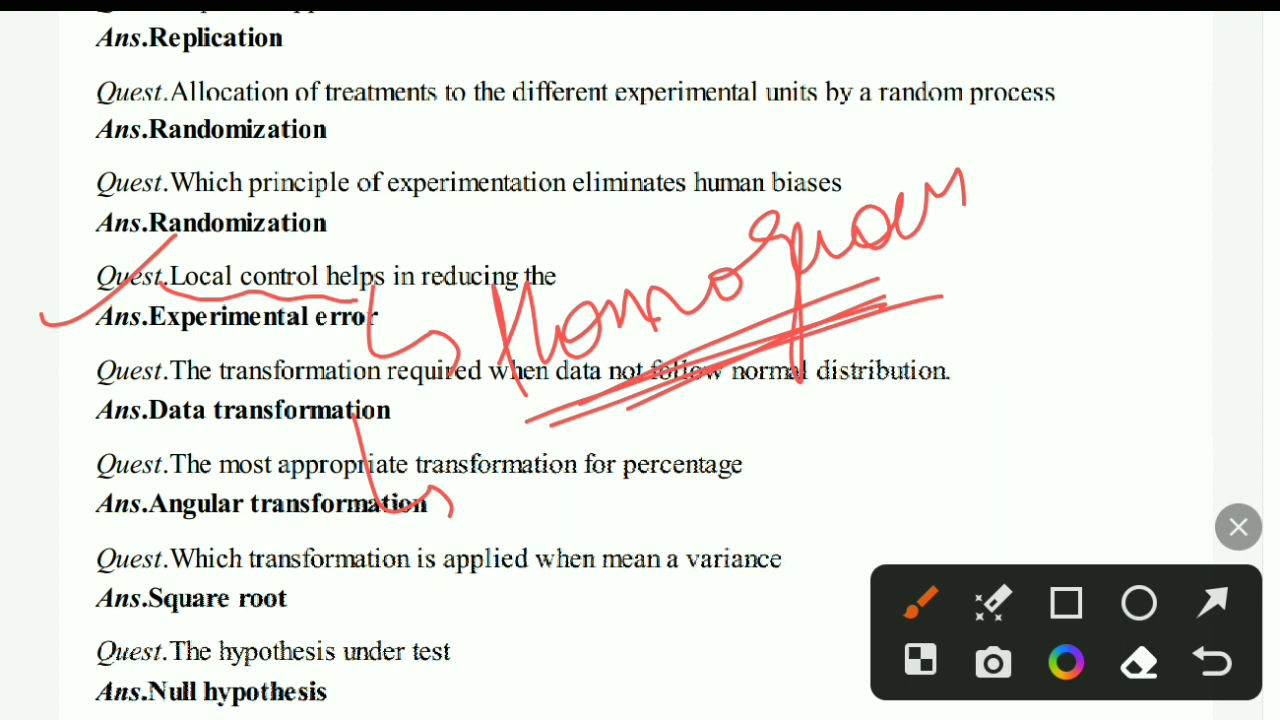 Ans.Replication
Quest.Allocation of treatments to the different experimental units by a random process
Ans.Randomization
Quest.Which principle of experimentation eliminates human biases
Ans.Randomization
Quest.Local control helps in reducing the
Ans.Experimental error
Quest.The transformation required when data not follow normal distribution.
Ans.Data transformation
Quest.The most appropriate transformation for percentage
Ans.Angular transformation
Quest.Which transformation is applied when mean a variance
Ans.Square root
Quest.The hypothesis under test
Ans.Null hypothesis